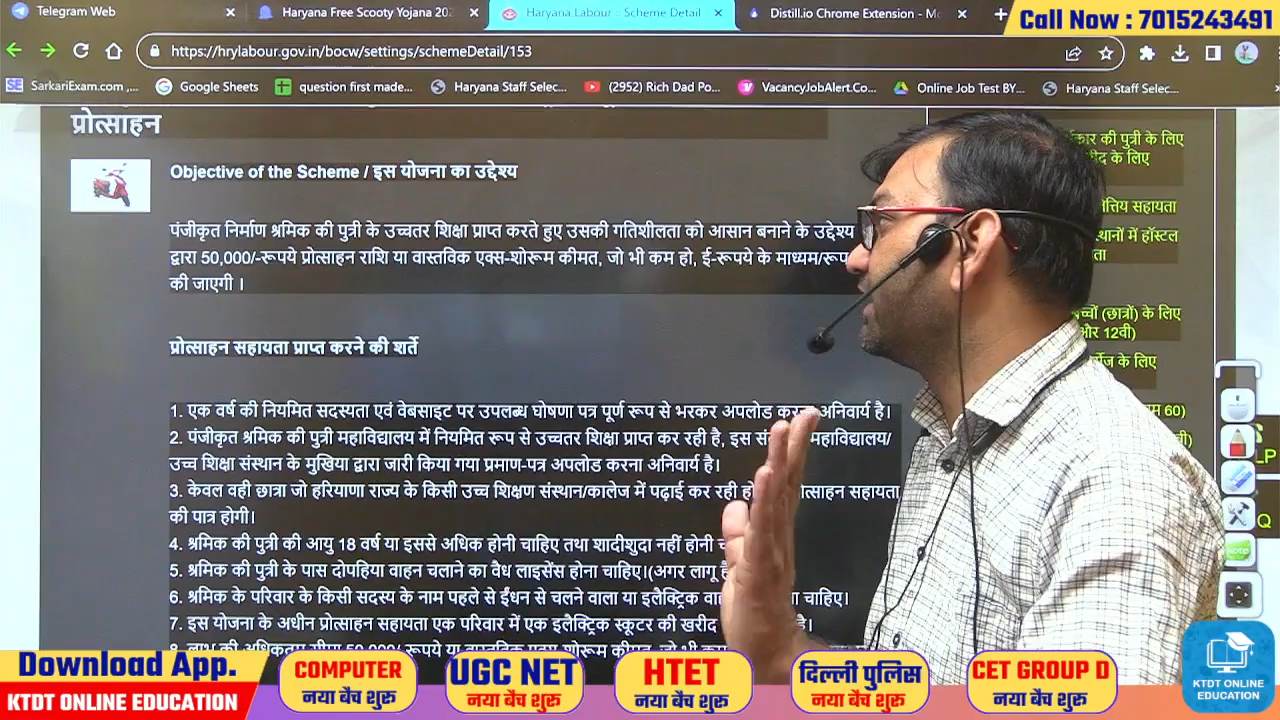 Telegram Web
Haryana Free Scooty Yojana 202
Haryana Labour :: Scheme Detail
Distill.io Chrome Extension - Mo
Call Now : 7015243491
https://hrylabour.gov.in/bocw/settings/schemeDetail/153
SarkariExam.com ,...
Google Sheets
question first made...
Haryana Staff Selec...
(2952) Rich Dad Po...
VacancyJobAlert.Co...
Online Job Test BY...
Haryana Staff Selec...
प्रोत्साहन
Objective of the Scheme / इस योजना का उद्देश्य
पंजीकृत निर्माण श्रमिक की पुत्री के उच्चतर शिक्षा प्राप्त करते हुए उसकी गतिशीलता को आसान बनाने के उद्देश्य
द्वारा 50,000/-रूपये प्रोत्साहन राशि या वास्तविक एक्स-शोरूम कीमत, जो भी कम हो, ई-रूपये के माध्यम/रूप
की जाएगी ।
प्रोत्साहन सहायता प्राप्त करने की शर्ते
1. एक वर्ष की नियमित सदस्यता एवं वेबसाइट पर उपलब्ध घोषणा पत्र पूर्ण रूप से भरकर अपलोड करना अनिवार्य है।
2. पंजीकृत श्रमिक की पुत्री महाविद्यालय में नियमित रूप से उच्चतर शिक्षा प्राप्त कर रही है, इस महाविद्यालय/
उच्च शिक्षा संस्थान के मुखिया द्वारा जारी किया गया प्रमाण-पत्र अपलोड करना अनिवार्य है।
3. केवल वही छात्रा जो हरियाणा राज्य के किसी उच्च शिक्षण संस्थान/कालेज में पढ़ाई कर रही सहायता
की पात्र होगी।
4. श्रमिक की पुत्री की आयु 18 वर्ष या इससे अधिक होनी चाहिए तथा शादीशुदा नहीं होनी
5. श्रमिक की पुत्री के पास दोपहिया वाहन चलाने का वैध लाइसेंस होना चाहिए।(अगर लागू
6. श्रमिक के परिवार के किसी सदस्य के नाम पहले से ईंधन से चलने वाला या इलैक्ट्रिक चाहिए।
7. इस योजना के अधीन प्रोत्साहन सहायता एक परिवार में एक इलैक्ट्रिक स्कूटर की खरीद है।
की पुत्री के लिए
के लिए
सहायता
में हॉस्टल
(छात्रों) के लिए
और 12वी)
के लिए
60)
Download App.
KTDT ONLINE EDUCATION
COMPUTER
नया बैच शुरू
UGC NET
नया बैच शुरू
HTET
नया बैच शुरू
दिल्ली पुलिस
नया बैच शुरू
CET GROUP D
नया बैच शुरू
KTDT ONLINE
EDUCATION